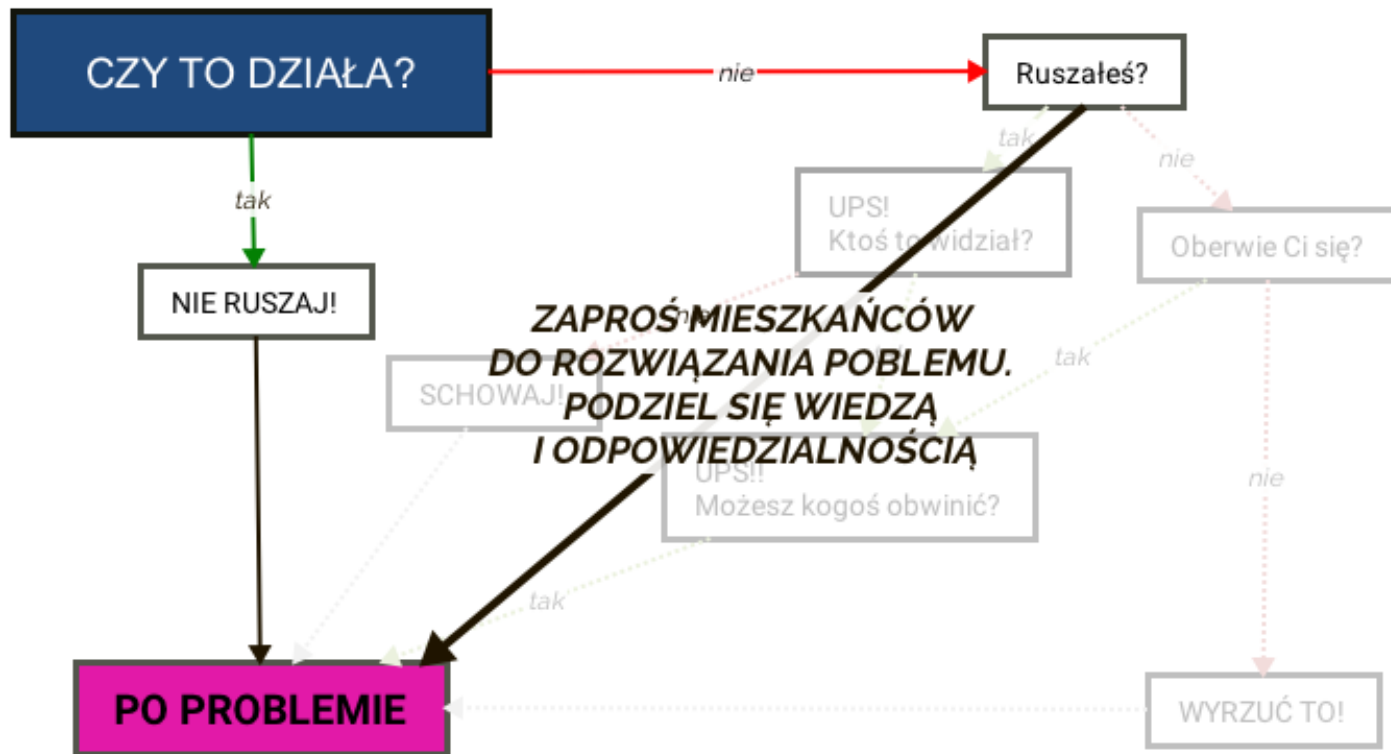 CZY TO DZIAŁA?
nie
Ruszałeś?
tak
tak
nie
UPS!
Ktoś to widział?
Oberwie Ci się?
NIE RUSZAJ!
nie
ZAPROŚ MIESZKAŃCÓW
DO ROZWIĄZANIA POBLEMU.
PODZIEL SIĘ WIEDZĄ
I ODPOWIEDZIALNOŚCIĄ
SCHOWAJ!
tak
UPS!!
Możesz kogoś obwinić?
nie
tak
PO PROBLEMIE
WYRZUĆ TO!